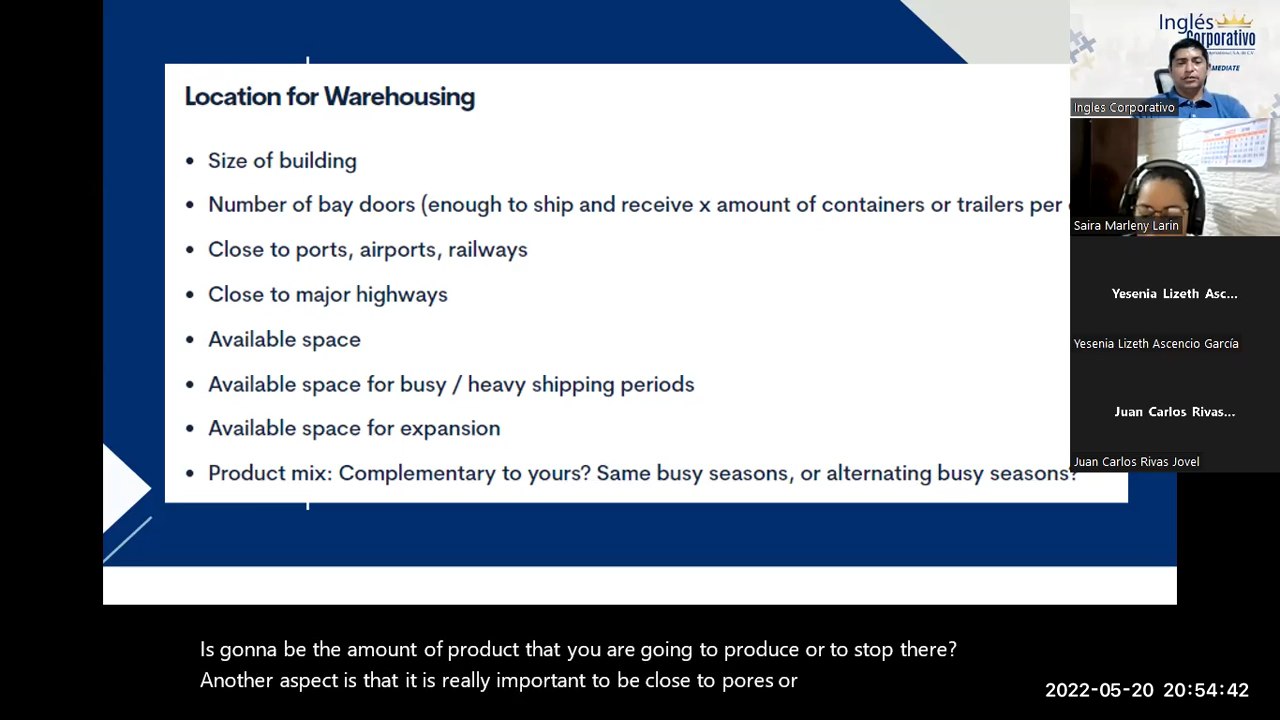 Location for Warehousing
• Size of building
• Number of bay doors (enough to ship and receive x amount of containers or trailers per
• Close to ports, airports, railways
• Close to major highways
• Available space
• Available space for busy / heavy shipping periods
• Available space for expansion
• Product mix: Complementary to yours? Same busy seasons, or alternating busy seasons?
Inglés
Corporativo
MEDIATE
Ingles Corporativo
Saira Marleny Larin
Yesenia Lizeth Asc...
Yesenia Lizeth Ascencio García
Juan Carlos Rivas...
Juan Carlos Rivas Jovel
Is gonna be the amount of product that you are going to produce or to stop there?
Another aspect is that it is really important to be close to pores or
2022-05-20 20:54:42